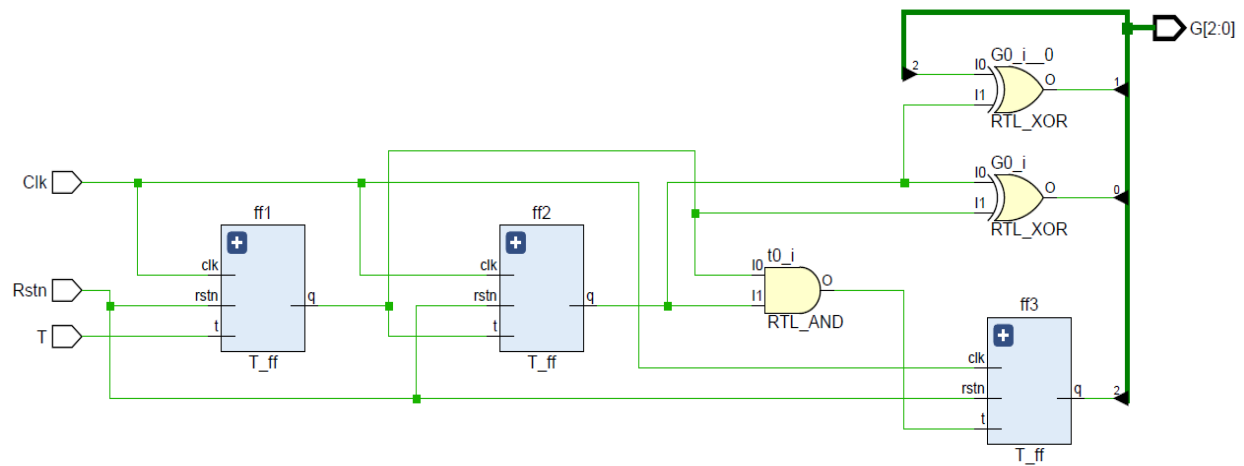 G[2:0]
G0_i__0
I0
I1
O
2
1
RTL_XOR
G0_i
I0
I1
O
0
RTL_XOR
Clk
Rstn
T
ff1
clk
rstn
t
q
T_ff
ff2
clk
rstn
t
q
T_ff
t0_i
I0
I1
O
RTL_AND
ff3
clk
rstn
t
q
2
T_ff